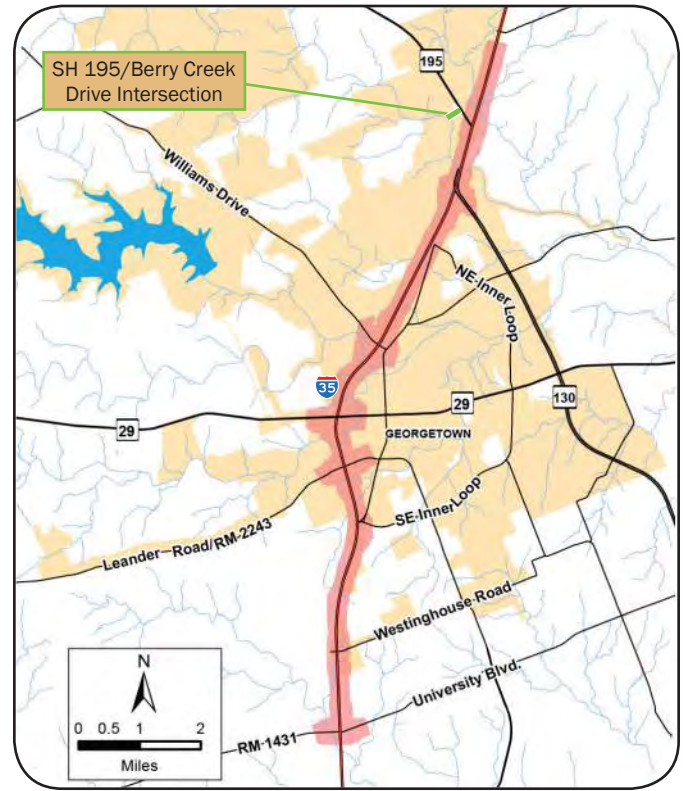 195
SH 195/Berry Creek
Drive Intersection
Williams Drive
NE Inner Loop
35
29
130
29
GEORGETOWN
SE Inner Loop
Leander Road/RM 2243
Westinghouse Road
University Blvd.
RM 1431
N
0 0.5 1 2
Miles